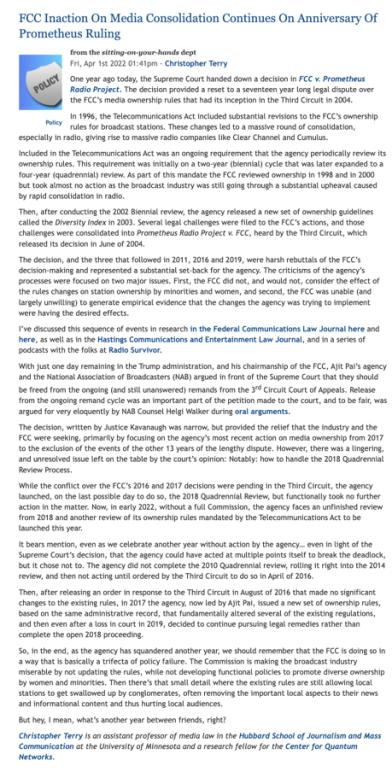 FCC Inaction On Media Consolidation Continues On Anniversary Of
Prometheus Ruling
POLICY
Policy
from the sitting-on-your-hands dept
Fri, Apr 1st 2022 01:41pm - Christopher Terry
One year ago today, the Supreme Court handed down a decision in FCC v. Prometheus
Radio Project. The decision provided a reset to a seventeen year long legal dispute over
the FCC's media ownership rules that had its inception in the Third Circuit in 2004.
In 1996, the Telecommunications Act included substantial revisions to the FCC's ownership
rules for broadcast stations. These changes led to a massive round of consolidation,
especially in radio, giving rise to massive radio companies like Clear Channel and Cumulus.
Included in the Telecommunications Act was an ongoing requirement that the agency periodically review its
ownership rules. This requirement was initially on a two-year (biennial) cycle that was later expanded to a
four-year (quadrennial) review. As part of this mandate the FCC reviewed ownership in 1998 and in 2000
but took almost no action as the broadcast industry was still going through a substantial upheaval caused
by rapid consolidation in radio.
Then, after conducting the 2002 Biennial review, the agency released a new set of ownership guidelines
called the Diversity Index in 2003. Several legal challenges were filed to the FCC's actions, and those
challenges were consolidated into Prometheus Radio Project v. FCC, heard by the Third Circuit, which
released its decision in June of 2004.
The decision, and the three that followed in 2011, 2016 and 2019, were harsh rebuttals of the FCC's
decision-making and represented a substantial set-back for the agency. The criticisms of the agency's
processes were focused on two major issues. First, the FCC did not, and would not, consider the effect of
the rules changes on station ownership by minorities and women, and second, the FCC was unable (and
largely unwilling) to generate empirical evidence that the changes the agency was trying to implement
were having the desired effects.
I've discussed this sequence of events in research in the Federal Communications Law Journal here and
here, as well as in the Hastings Communications and Entertainment Law Journal, and in a series of
podcasts with the folks at Radio Survivor.
With just one day remaining in the Trump administration, and his chairmanship of the FCC, Ajit Pai's agency
and the National Association of Broadcasters (NAB) argued in front of the Supreme Court that they should
be freed from the ongoing (and still unanswered) remands from the 3rd Circuit Court of Appeals. Release
from the ongoing remand cycle was an important part of the petition made to the court, and to be fair, was
argued for very eloquently by NAB Counsel Helgi Walker during oral arguments.
The decision, written by Justice Kavanaugh was narrow, but provided the relief that the industry and the
FCC were seeking, primarily by focusing on the agency's most recent action on media ownership from 2017
to the exclusion of the events of the other 13 years of the lengthy dispute. However, there was a lingering,
and unresolved issue left on the table by the court's opinion: Notably: how to handle the 2018 Quadrennial
Review Process.
While the conflict over the FCC's 2016 and 2017 decisions were pending in the Third Circuit, the agency
launched, on the last possible day to do so, the 2018 Quadrennial Review, but functionally took no further
action in the matter. Now, in early 2022, without a full Commission, the agency faces an unfinished review
from 2018 and another review of its ownership rules mandated by the Telecommunications Act to be
launched this year.
It bears mention, even as we celebrate another year without action by the agency... even in light of the
Supreme Court's decision, that the agency could have acted at multiple points itself to break the deadlock,
but it chose not to. The agency did not complete the 2010 Quadrennial review, rolling it right into the 2014
review, and then not acting until ordered by the Third Circuit to do so in April of 2016.
Then, after releasing an order in response to the Third Circuit in August of 2016 that made no significant
changes to the existing rules, in 2017 the agency, now led by Ajit Pai, issued a new set of ownership rules,
based on the same administrative record, that fundamentally altered several of the existing regulations,
and then even after a loss in court in 2019, decided to continue pursuing legal remedies rather than
complete the open 2018 proceeding.
So, in the end, as the agency has squandered another year, we should remember that the FCC is doing so in
a way that is basically a trifecta of policy failure. The Commission is making the broadcast industry
miserable by not updating the rules, while not developing functional policies to promote diverse ownership
by women and minorities. Then there's that small detail where the existing rules are still allowing local
stations to get swallowed up by conglomerates, often removing the important local aspects to their news
and informational content and thus hurting local audiences.
But hey, I mean, what's another year between friends, right?
Christopher Terry is an assistant professor of media law in the Hubbard School of Journalism and Mass
Communication at the University of Minnesota and a research fellow for the Center for Quantum
Networks.